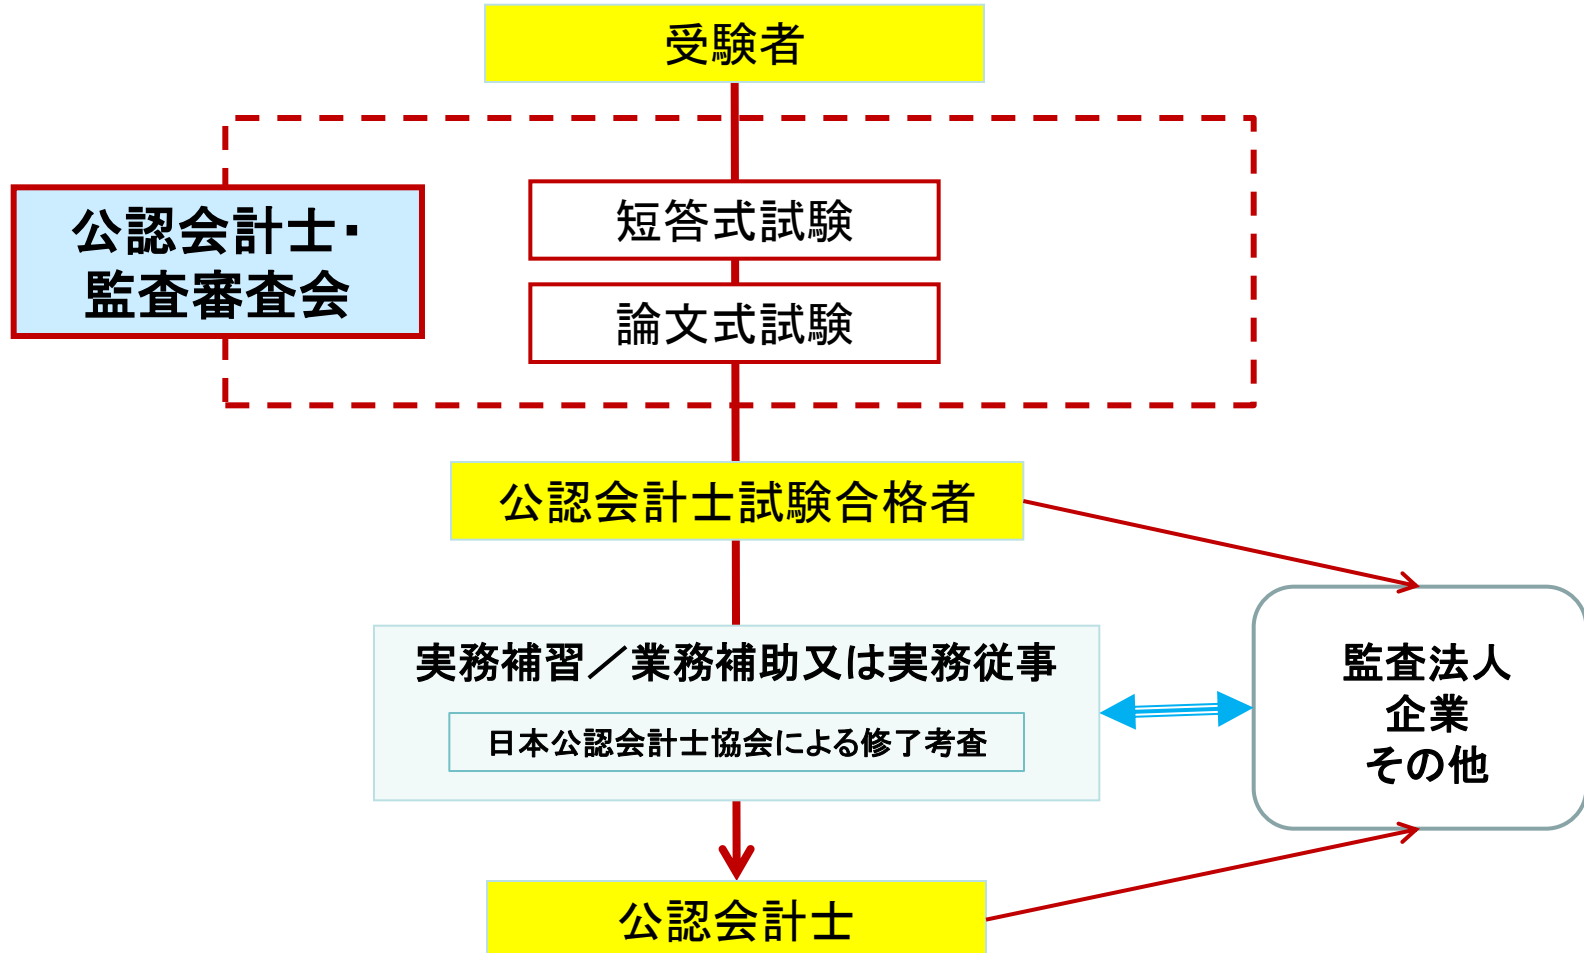 受験者
公認会計士・
監査審査会
短答式試験
論文式試験
公認会計士試験合格者
実務補習／業務補助又は実務従事
日本公認会計士協会による修了考査
監査法人
企業
その他
公認会計士